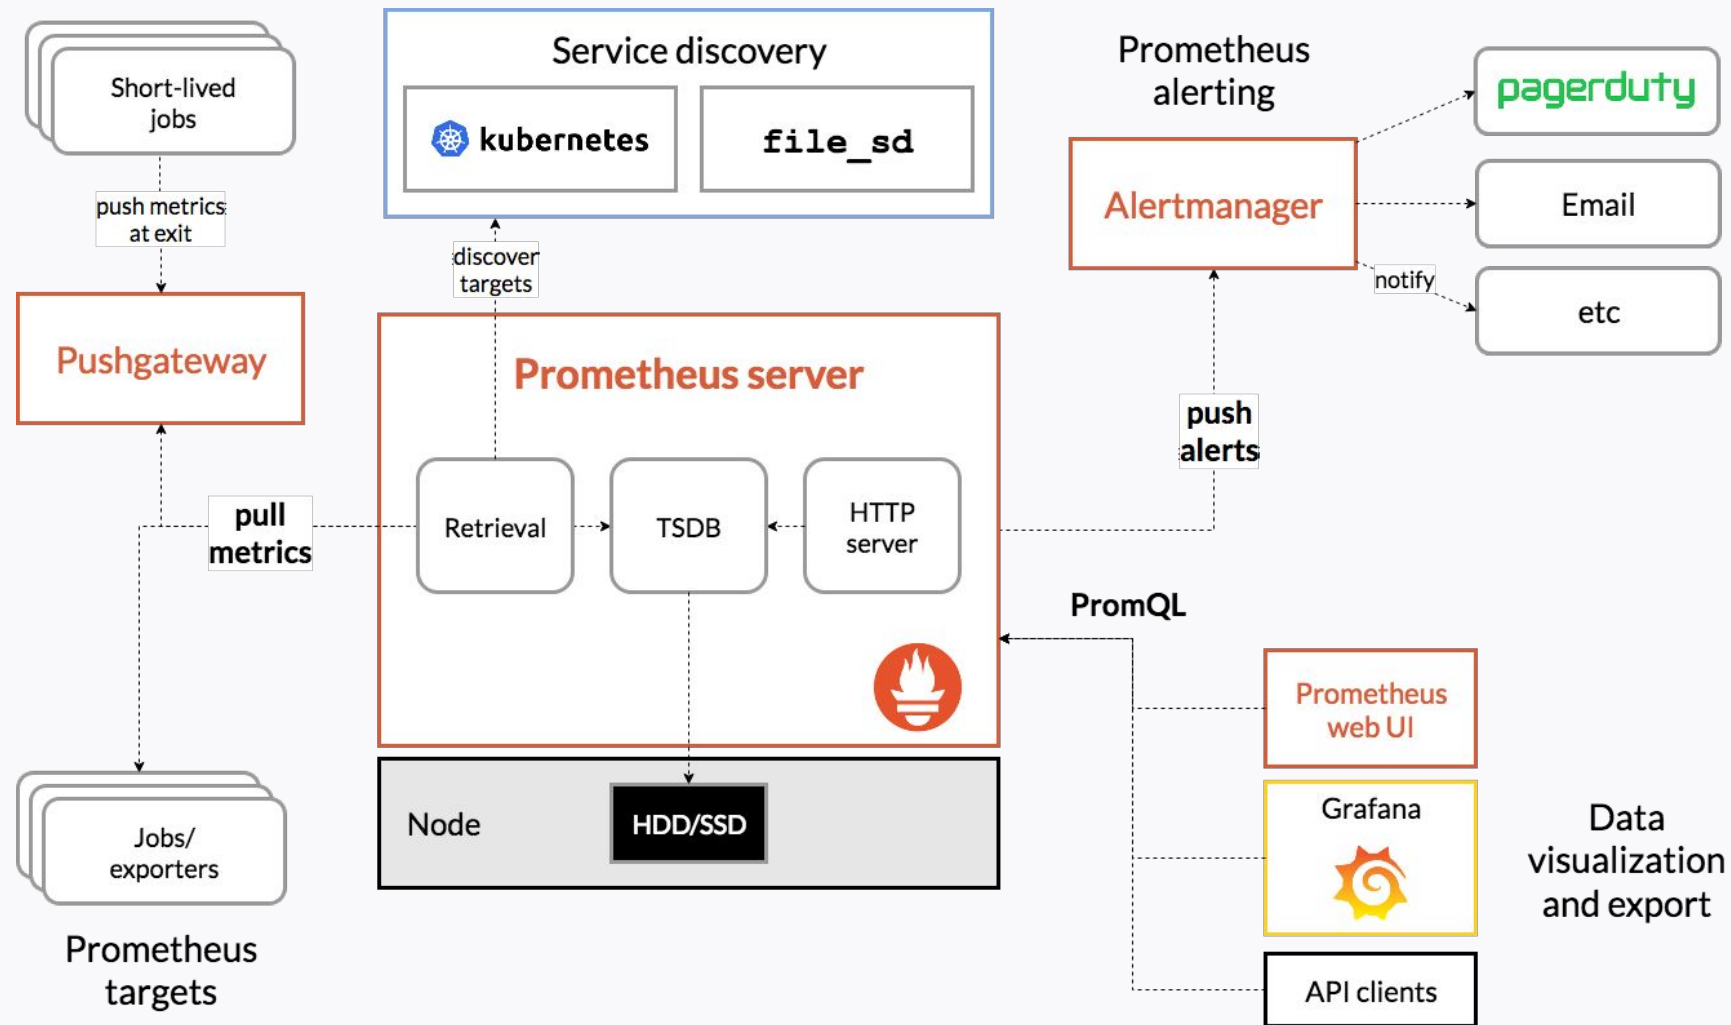 Short-lived
jobs
push metrics
at exit
Pushgateway
pull
metrics
Jobs/
exporters
Prometheus
targets
Service discovery
kubernetes
file_sd
discover
targets
Prometheus server
Retrieval
TSDB
HTTP
server
Node
HDD/SSD
Prometheus
alerting
Alertmanager
pagerduty
Email
notify
etc
push
alerts
PromQL
Prometheus
web UI
Grafana
API clients
Data
visualization
and export